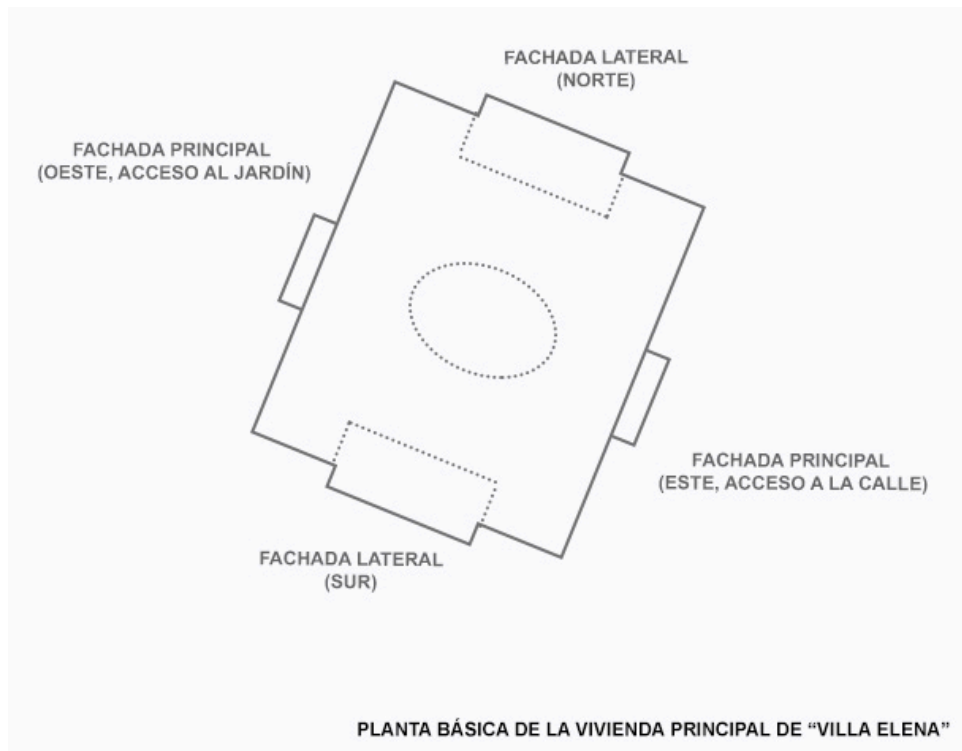 FACHADA LATERAL
(NORTE)
FACHADA PRINCIPAL
(OESTE, ACCESO AL JARDÍN)
FACHADA PRINCIPAL
(ESTE, ACCESO A LA CALLE)
FACHADA LATERAL
(SUR)
PLANTA BÁSICA DE LA VIVIENDA PRINCIPAL DE “VILLA ELENA”